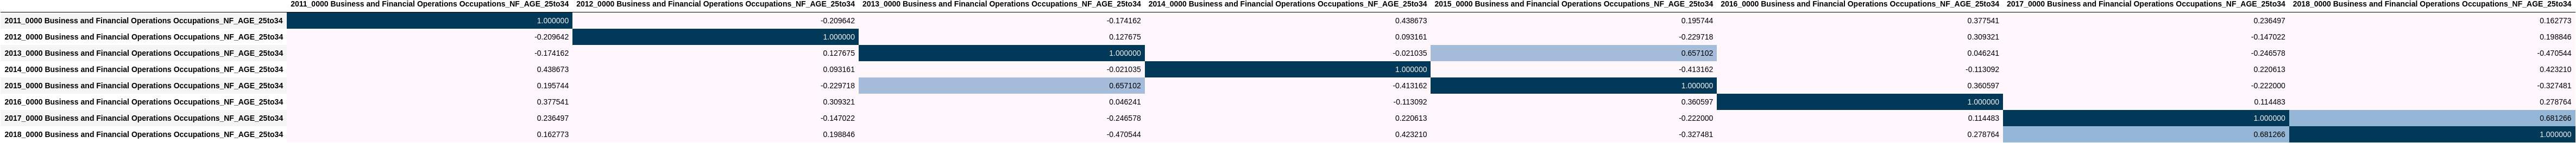 2011_0000 Business and Financial Operations Occupations_NF_AGE_25to34 2012_0000 Business and Financial Operations Occupations_NF_AGE_25to34 2013_0000 Business and Financial Operations Occupations_NF_AGE_25to34 2014_0000 Business and Financial Operations Occupations_NF_AGE_25to34 2015_0000 Business and Financial Operations Occupations_NF_AGE_25to34 2016_0000 Business and Financial Operations Occupations_NF_AGE_25to34 2017_0000 Business and Financial Operations Occupations_NF_AGE_25to34 2018_0000 Business and Financial Operations Occupations_NF_AGE_25to34
2011_0000 Business and Financial Operations Occupations_NF_AGE_25to34 1.000000 -0.209642 -0.174162 0.438673 0.195744 0.377541 0.236497 0.162773
2012_0000 Business and Financial Operations Occupations_NF_AGE_25to34 -0.209642 1.000000 0.127675 0.093161 -0.229718 0.309321 -0.147022 0.198846
2013_0000 Business and Financial Operations Occupations_NF_AGE_25to34 -0.174162 0.127675 1.000000 -0.021035 0.657102 0.046241 -0.246578 -0.470544
2014_0000 Business and Financial Operations Occupations_NF_AGE_25to34 0.438673 0.093161 -0.021035 1.000000 -0.413162 -0.113092 0.220613 0.423210
2015_0000 Business and Financial Operations Occupations_NF_AGE_25to34 0.195744 -0.229718 0.657102 -0.413162 1.000000 0.360597 -0.222000 -0.327481
2016_0000 Business and Financial Operations Occupations_NF_AGE_25to34 0.377541 0.309321 0.046241 -0.113092 0.360597 1.000000 0.114483 0.278764
2017_0000 Business and Financial Operations Occupations_NF_AGE_25to34 0.236497 -0.147022 -0.246578 0.220613 -0.222000 0.114483 1.000000 0.681266
2018_0000 Business and Financial Operations Occupations_NF_AGE_25to34 0.162773 0.198846 -0.470544 0.423210 -0.327481 0.278764 0.681266 1.000000